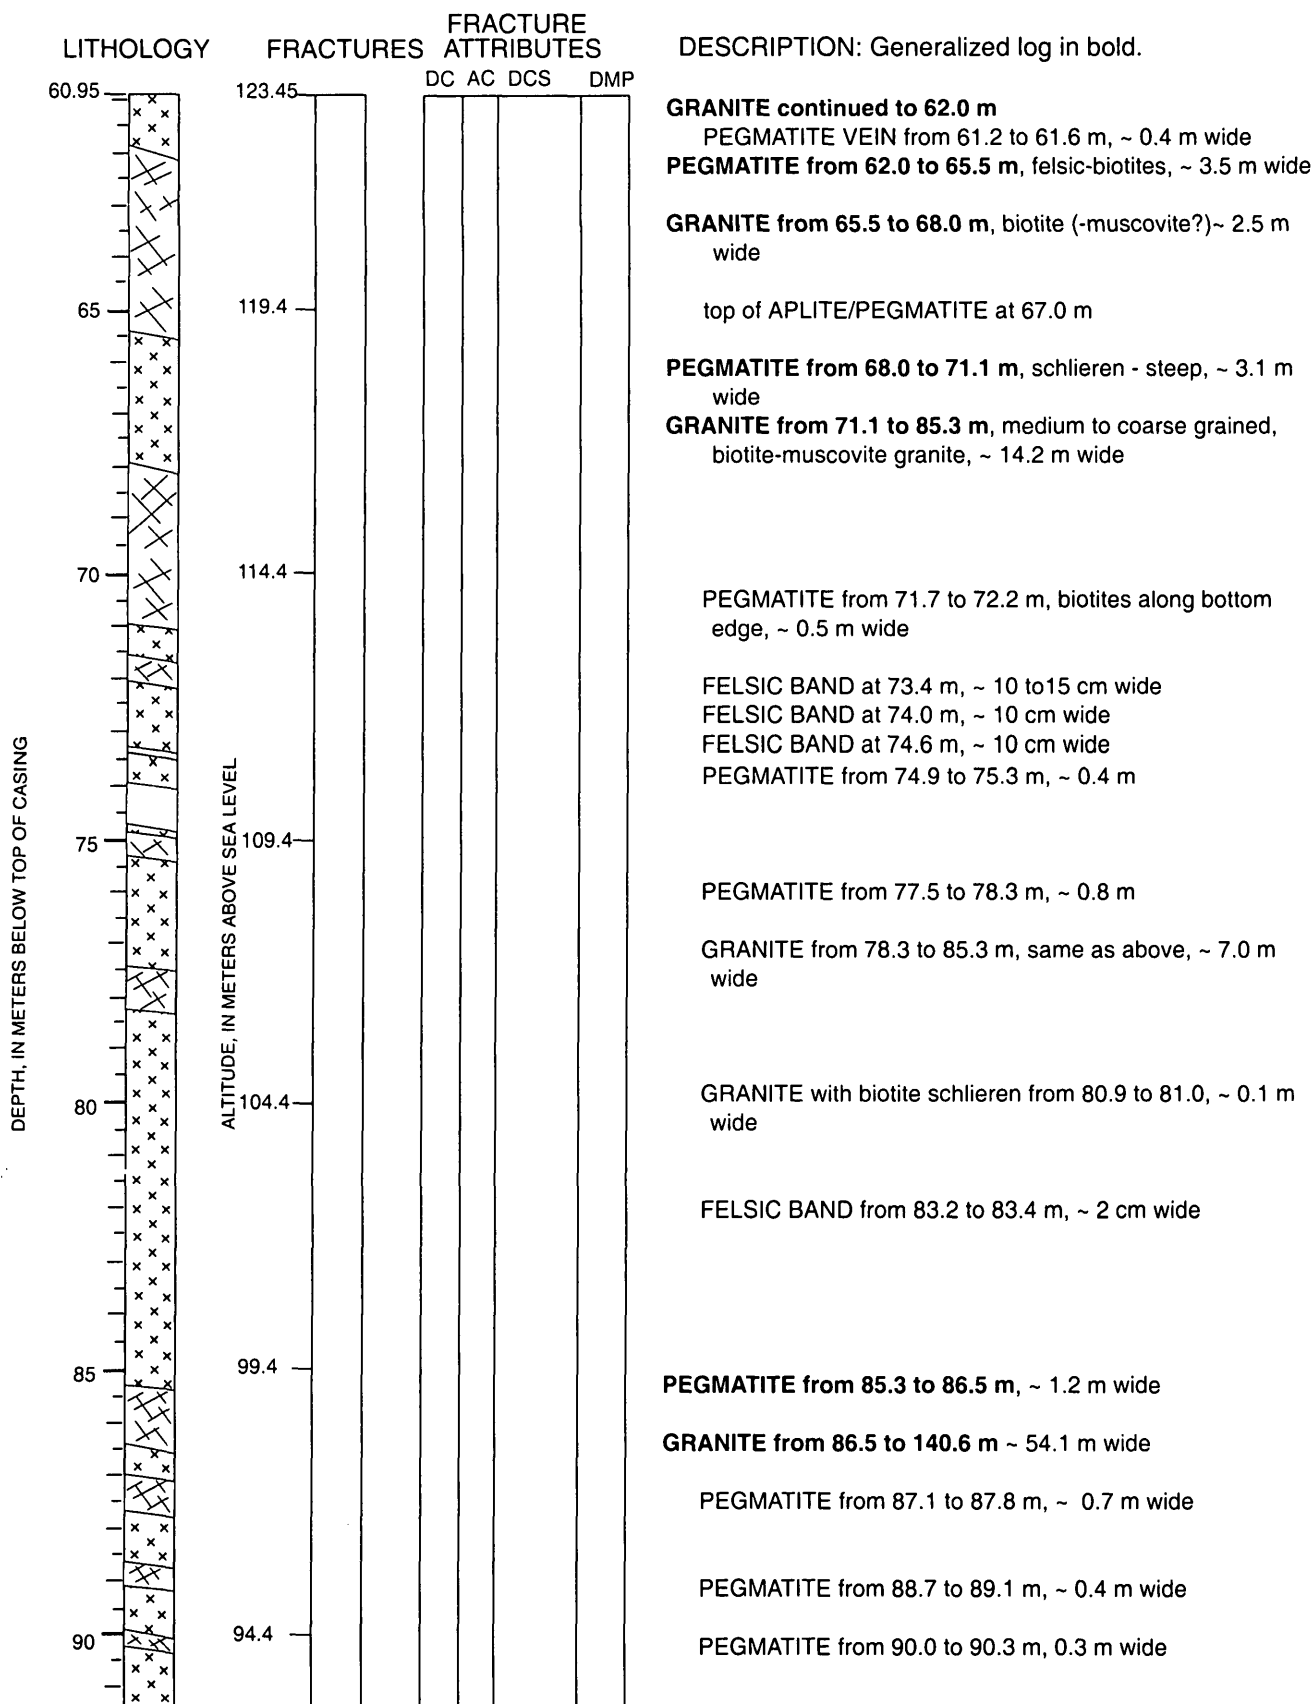 LITHOLOGY
FRACTURES
FRACTURE
ATTRIBUTES
DC AC DCS DMP
DESCRIPTION: Generalized log in bold.
60.95
65
70
75
80
85
90
DEPTH, IN METERS BELOW TOP OF CASING
123.45
119.4
114.4
109.4
104.4
99.4
94.4
ALTITUDE, IN METERS ABOVE SEA LEVEL
GRANITE continued to 62.0 m
PEGMATITE VEIN from 61.2 to 61.6 m, ~ 0.4 m wide
PEGMATITE from 62.0 to 65.5 m, felsic-biotites, ~ 3.5 m wide
GRANITE from 65.5 to 68.0 m, biotite (-muscovite?)~ 2.5 m
wide
top of APLITE/PEGMATITE at 67.0 m
PEGMATITE from 68.0 to 71.1 m, schlieren - steep, ~ 3.1 m
wide
GRANITE from 71.1 to 85.3 m, medium to coarse grained,
biotite-muscovite granite, ~ 14.2 m wide
PEGMATITE from 71.7 to 72.2 m, biotites along bottom
edge, ~ 0.5 m wide
FELSIC BAND at 73.4 m, ~ 10 to15 cm wide
FELSIC BAND at 74.0 m, ~ 10 cm wide
FELSIC BAND at 74.6 m, ~ 10 cm wide
PEGMATITE from 74.9 to 75.3 m, ~ 0.4 m
PEGMATITE from 77.5 to 78.3 m, ~ 0.8 m
GRANITE from 78.3 to 85.3 m, same as above, ~ 7.0 m
wide
GRANITE with biotite schlieren from 80.9 to 81.0, ~ 0.1 m
wide
FELSIC BAND from 83.2 to 83.4 m, ~ 2 cm wide
PEGMATITE from 85.3 to 86.5 m, ~ 1.2 m wide
GRANITE from 86.5 to 140.6 m ~ 54.1 m wide
PEGMATITE from 87.1 to 87.8 m, ~ 0.7 m wide
PEGMATITE from 88.7 to 89.1 m, ~ 0.4 m wide
PEGMATITE from 90.0 to 90.3 m, 0.3 m wide